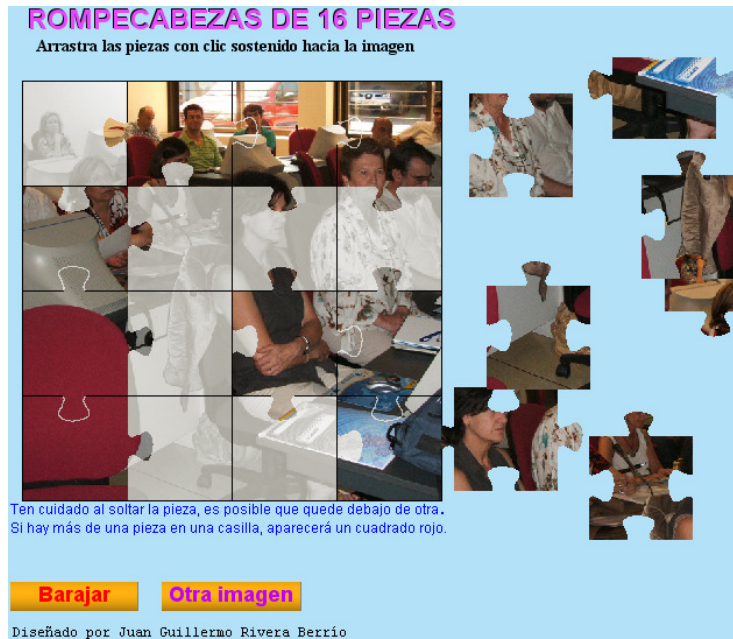 ROMPECABEZAS DE 16 PIEZAS
Arrastra las piezas con clic sostenido hacia la imagen
Ten cuidado al soltar la pieza, es posible que quede debajo de otra.
Si hay más de una pieza en una casilla, aparecerá un cuadrado rojo.
Barajar
Otra imagen
Diseñado por Juan Guillermo Rivera Berrío